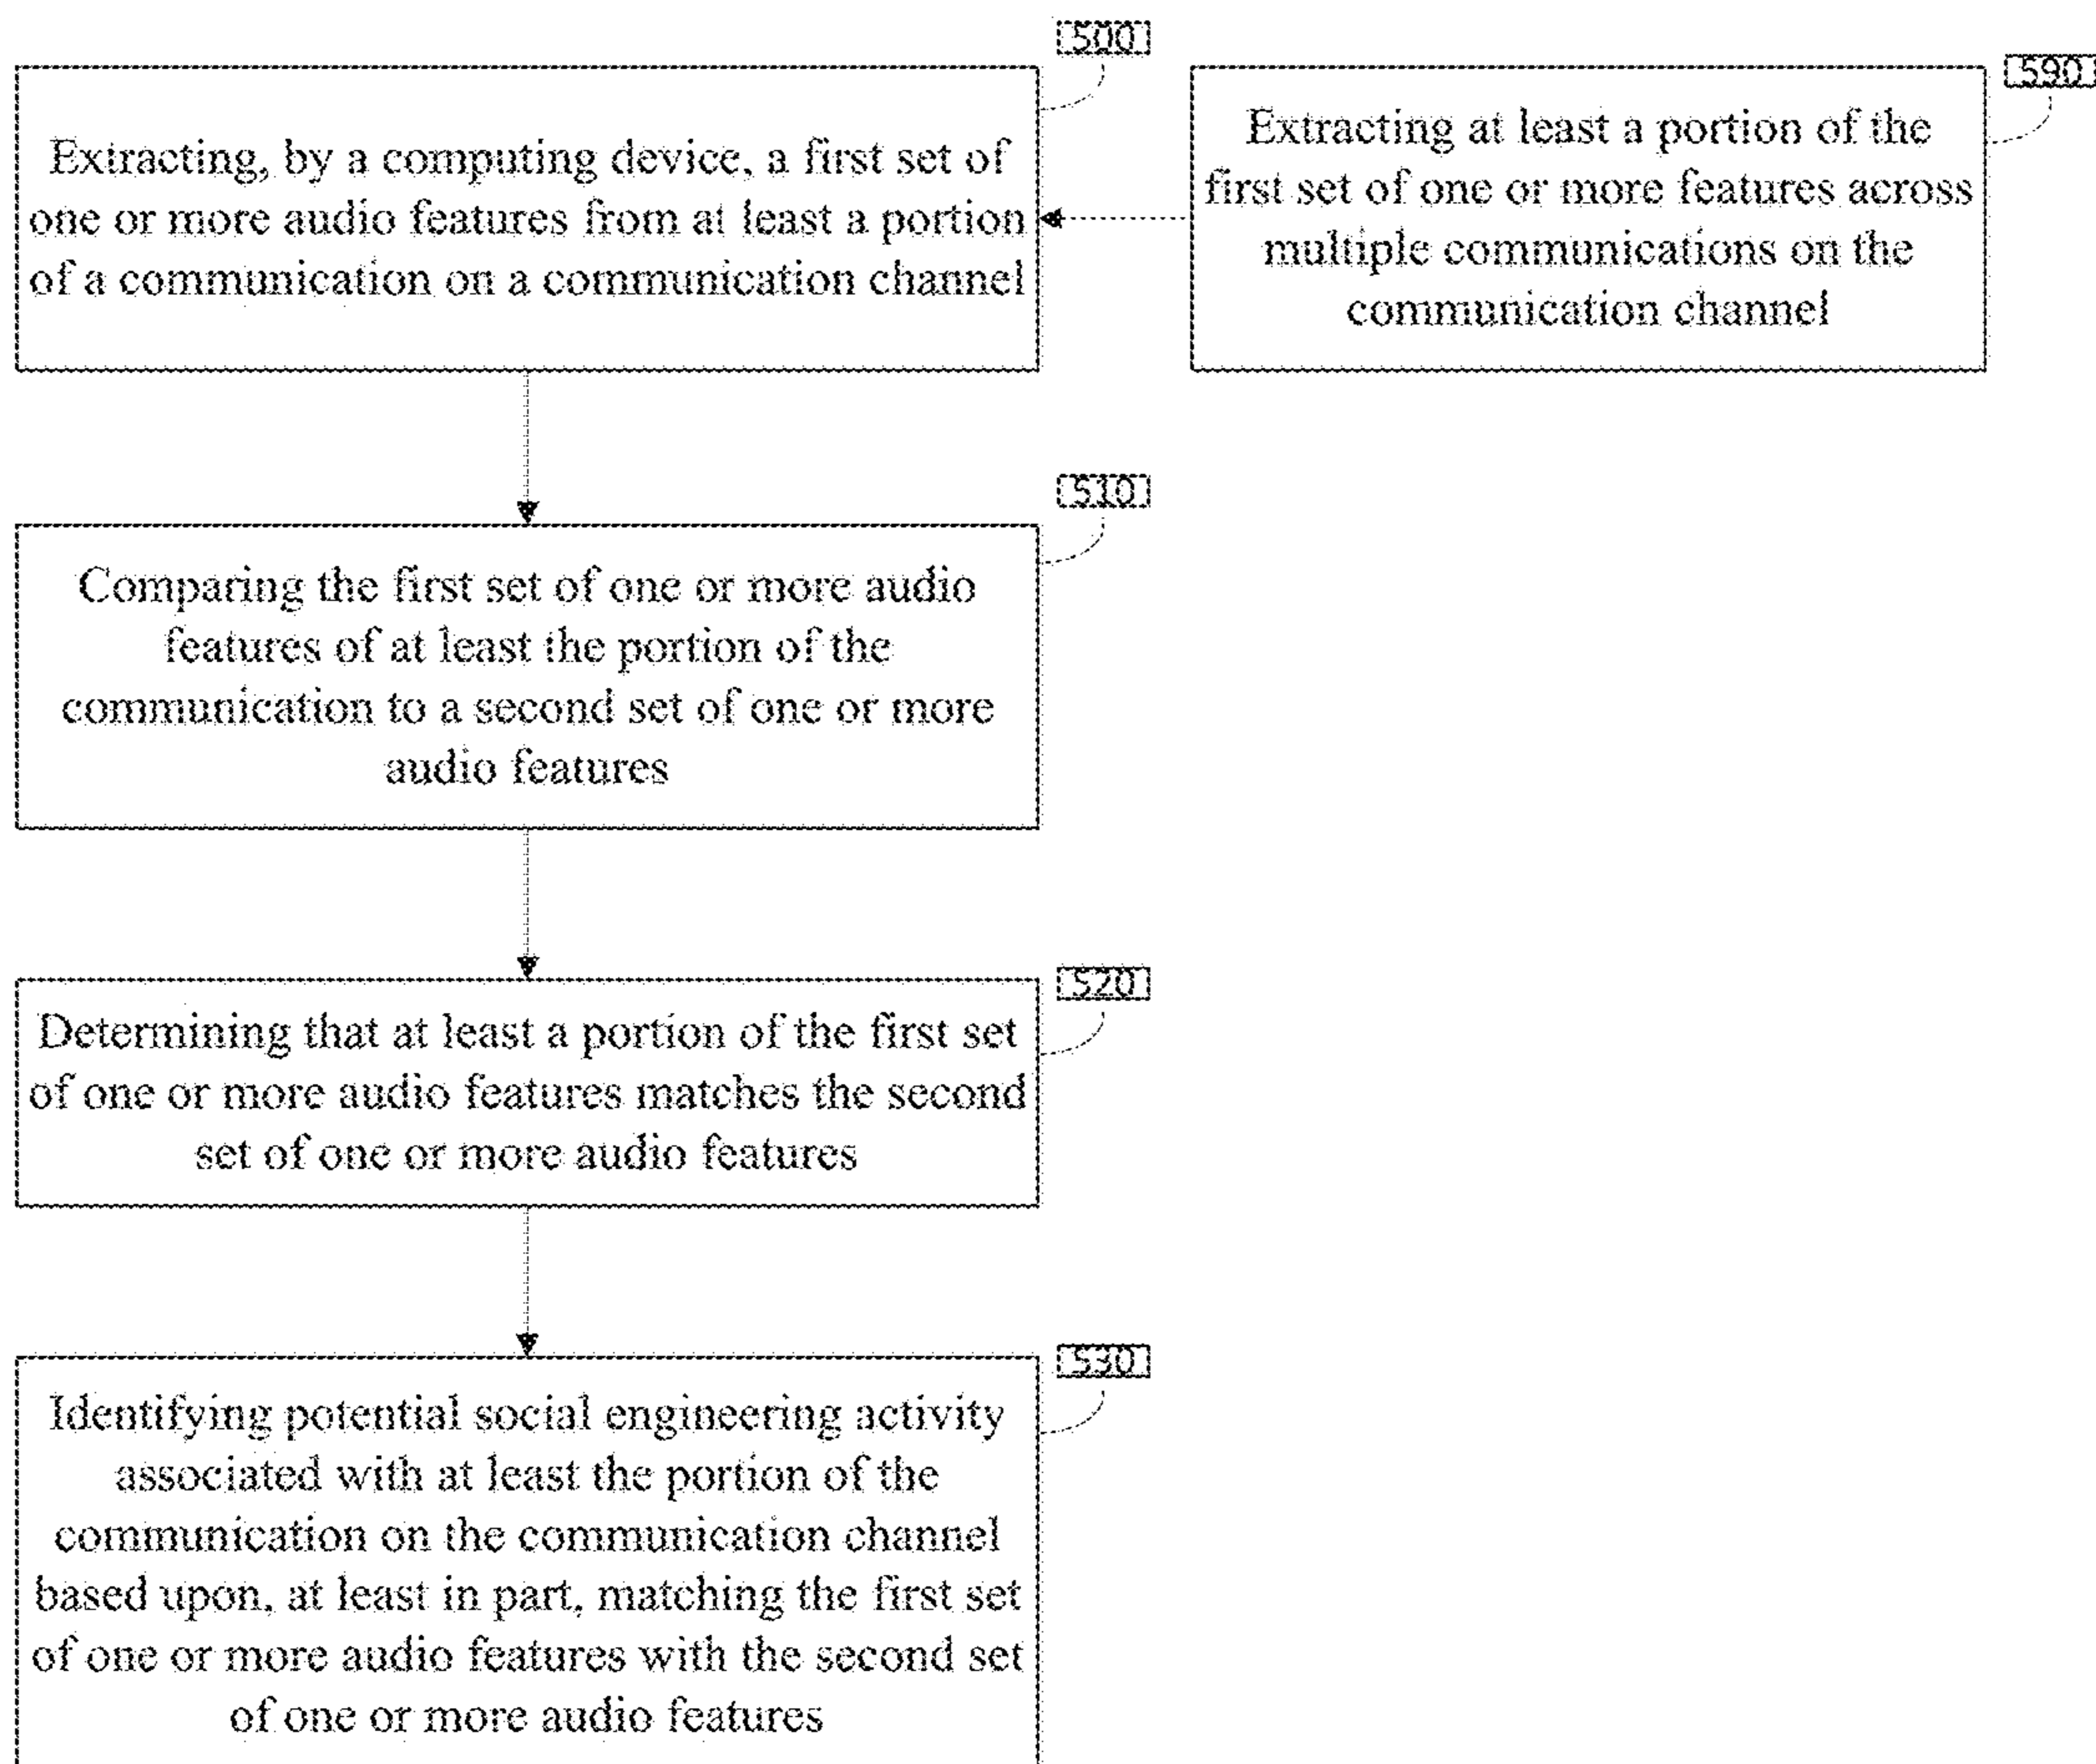 500
Extracting, by a computing device, a first set of
one or more audio features from at least a portion
of a communication on a communication channel
590
Extracting at least a portion of the
first set of one or more features across
multiple communications on the
communication channel
510
Comparing the first set of one or more audio
features of at least the portion of the
communication to a second set of one or more
audio features
520
Determining that at least a portion of the first set
of one or more audio features matches the second
set of one or more audio features
530
Identifying potential social engineering activity
associated with at least the portion of the
communication on the communication channel
based upon, at least in part, matching the first set
of one or more audio features with the second set
of one or more audio features